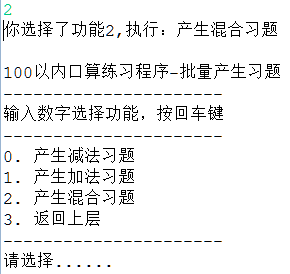 2
你选择了功能2,执行：产生混合习题
100以内口算练习程序-批量产生习题
-----------------------
输入数字选择功能，按回车键
-----------------------
0. 产生减法习题
1. 产生加法习题
2. 产生混合习题
3. 返回上层
-----------------------
请选择......